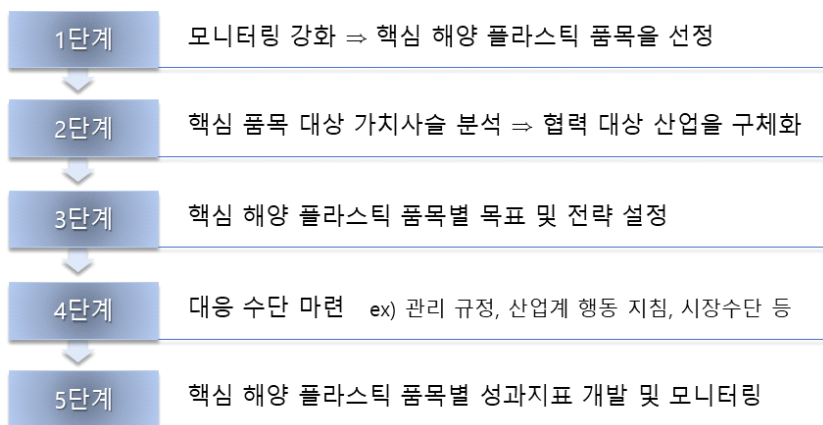 1단계 모니터링 강화 ⇒ 핵심 해양 플라스틱 품목을 선정
2단계 핵심 품목 대상 가치사슬 분석 ⇒ 협력 대상 산업을 구체화
3단계 핵심 해양 플라스틱 품목별 목표 및 전략 설정
4단계 대응 수단 마련 ex) 관리 규정, 산업계 행동 지침, 시장수단 등
5단계 핵심 해양 플라스틱 품목별 성과지표 개발 및 모니터링